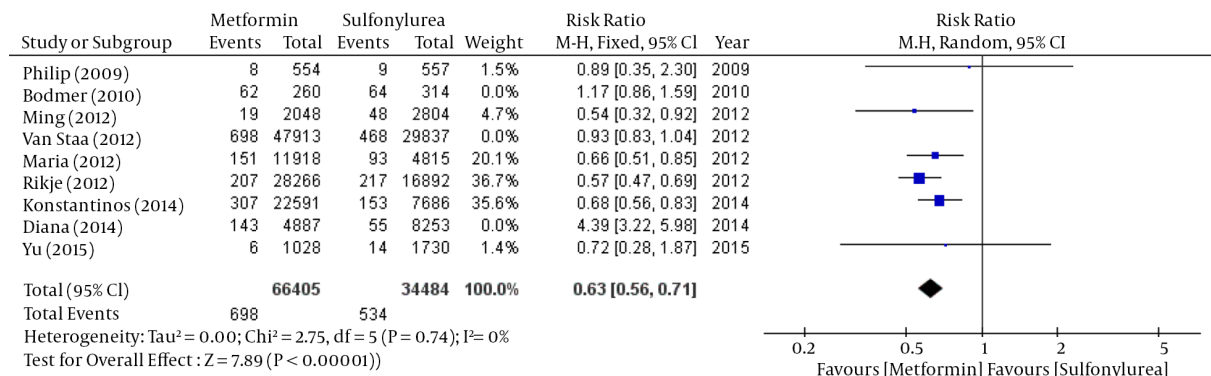 Metformin Sulfonylurea Risk Ratio Risk Ratio
Study or Subgroup Events Total Events Total Weight M-H, Fixed, 95% Cl Year M.H, Random, 95% CI
Philip (2009) 8 554 9 557 1.5% 0.89 [0.35, 2.30] 2009
Bodmer (2010) 62 260 64 314 0.0% 1.17 [0.86, 1.59] 2010
Ming (2012) 19 2048 48 2804 4.7% 0.54 [0.32, 0.92] 2012
Van Staa (2012) 698 47913 468 29837 0.0% 0.93 [0.83, 1.04] 2012
Maria (2012) 151 11918 93 4815 20.1% 0.66 [0.51, 0.85] 2012
Rikje (2012) 207 28266 217 16892 36.7% 0.57 [0.47, 0.69] 2012
Konstantinos (2014) 307 22591 153 7686 35.6% 0.68 [0.56, 0.83] 2014
Diana (2014) 143 4887 55 8253 0.0% 4.39 [3.22, 5.98] 2014
Yu (2015) 6 1028 14 1730 1.4% 0.72 [0.28, 1.87] 2015
Total (95% Cl) 66405 34484 100.0% 0.63 [0.56, 0.71]
Total Events 698 534
Heterogeneity: Tau² = 0.00; Chi² = 2.75, df = 5 (P = 0.74); I²= 0%
Test for Overall Effect : Z = 7.89 (P < 0.00001))
0.2 0.5 1 2 5
Favours [Metformin] Favours [Sulfonylurea]